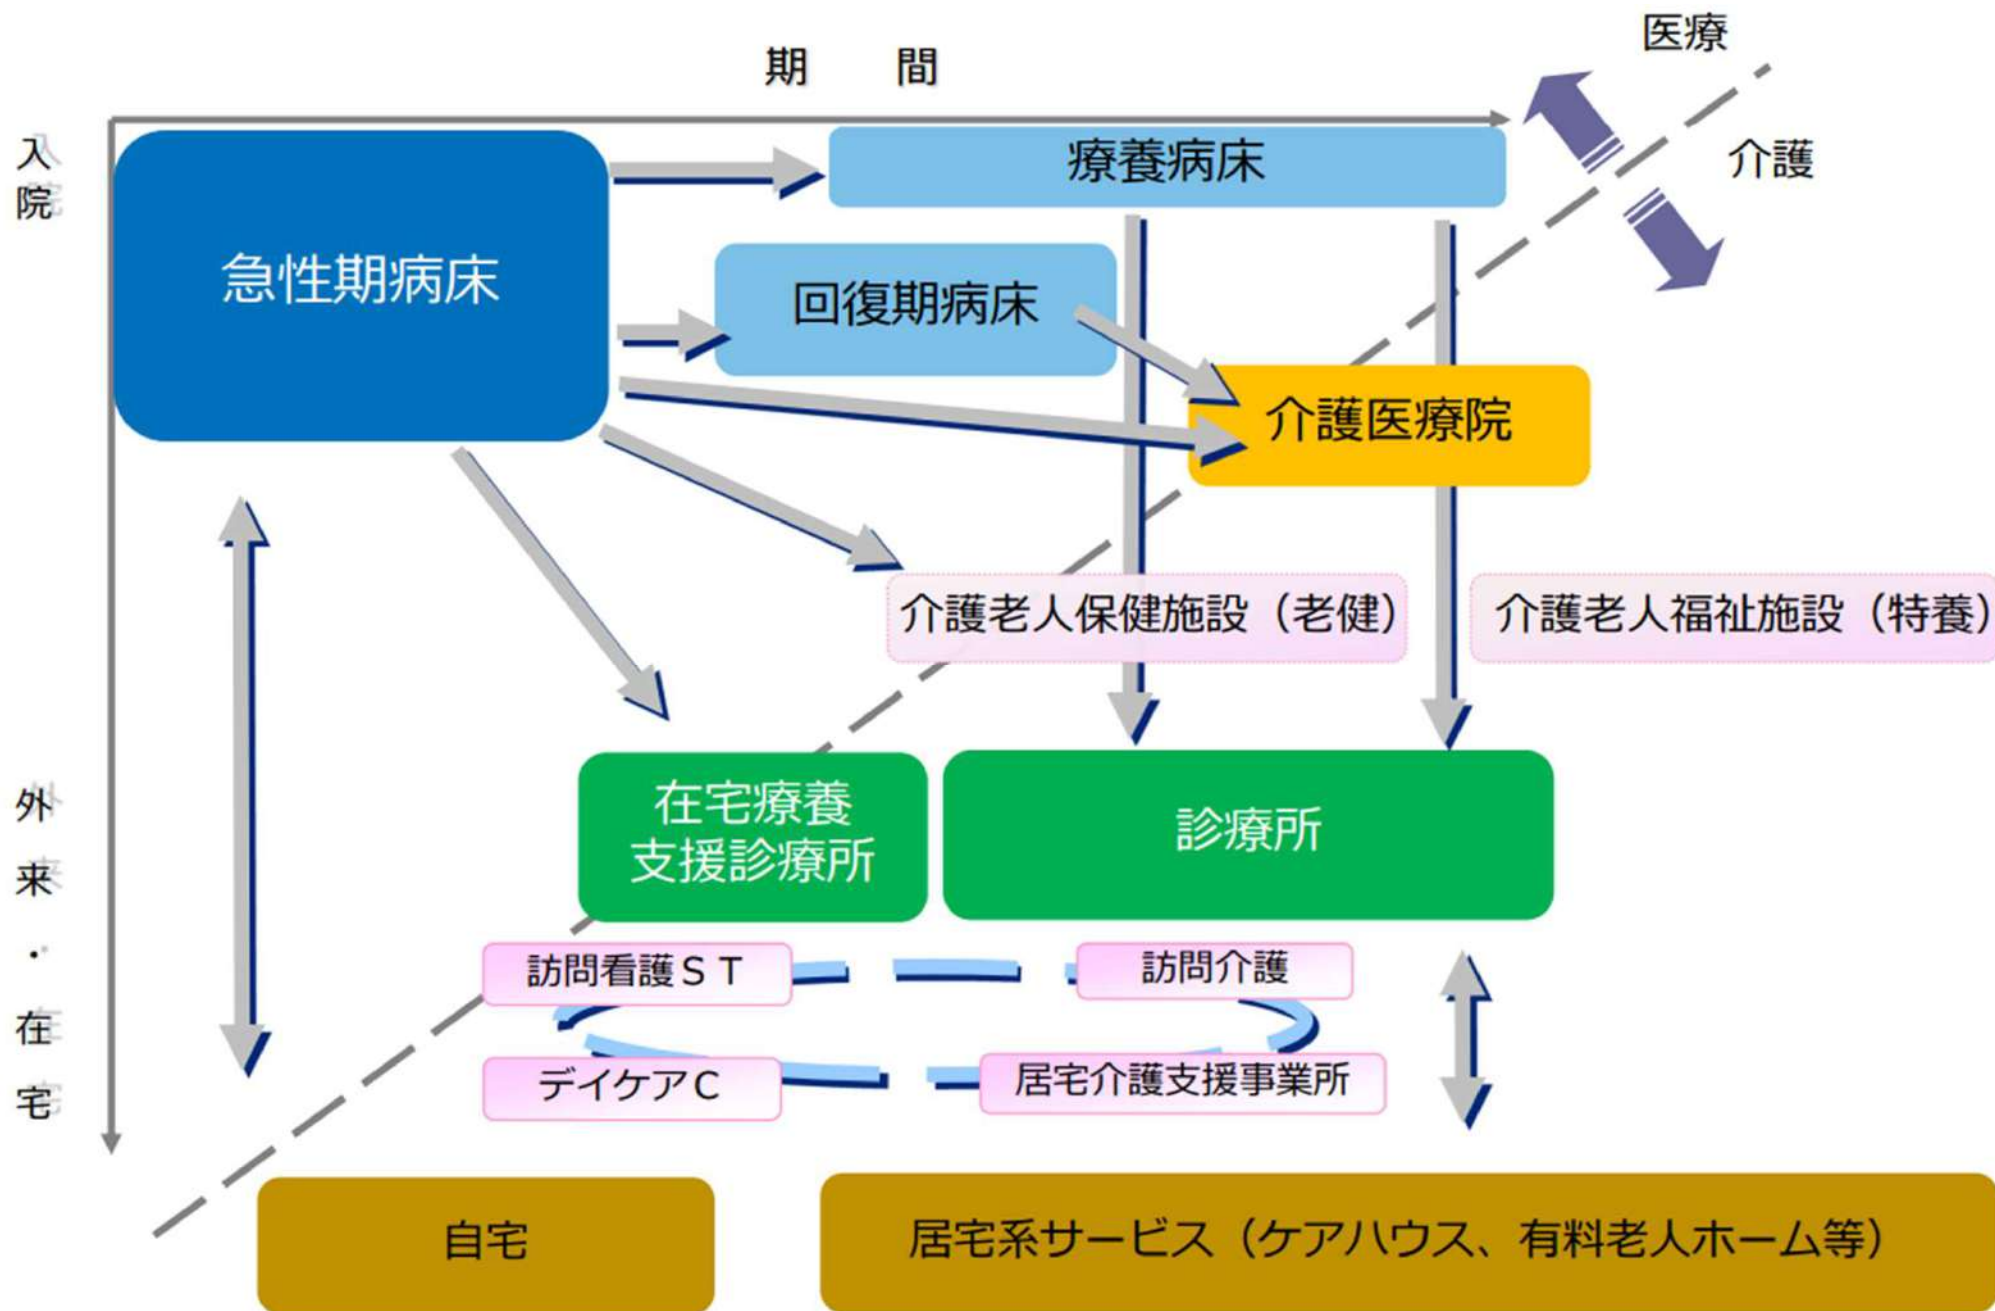 期　間
医療
介護
入院
療養病床
急性期病床
回復期病床
介護医療院
介護老人保健施設（老健）
介護老人福祉施設（特養）
外来・在宅
在宅療養
支援診療所
診療所
訪問看護ＳＴ
訪問介護
デイケアＣ
居宅介護支援事業所
自宅
居宅系サービス（ケアハウス、有料老人ホーム等）